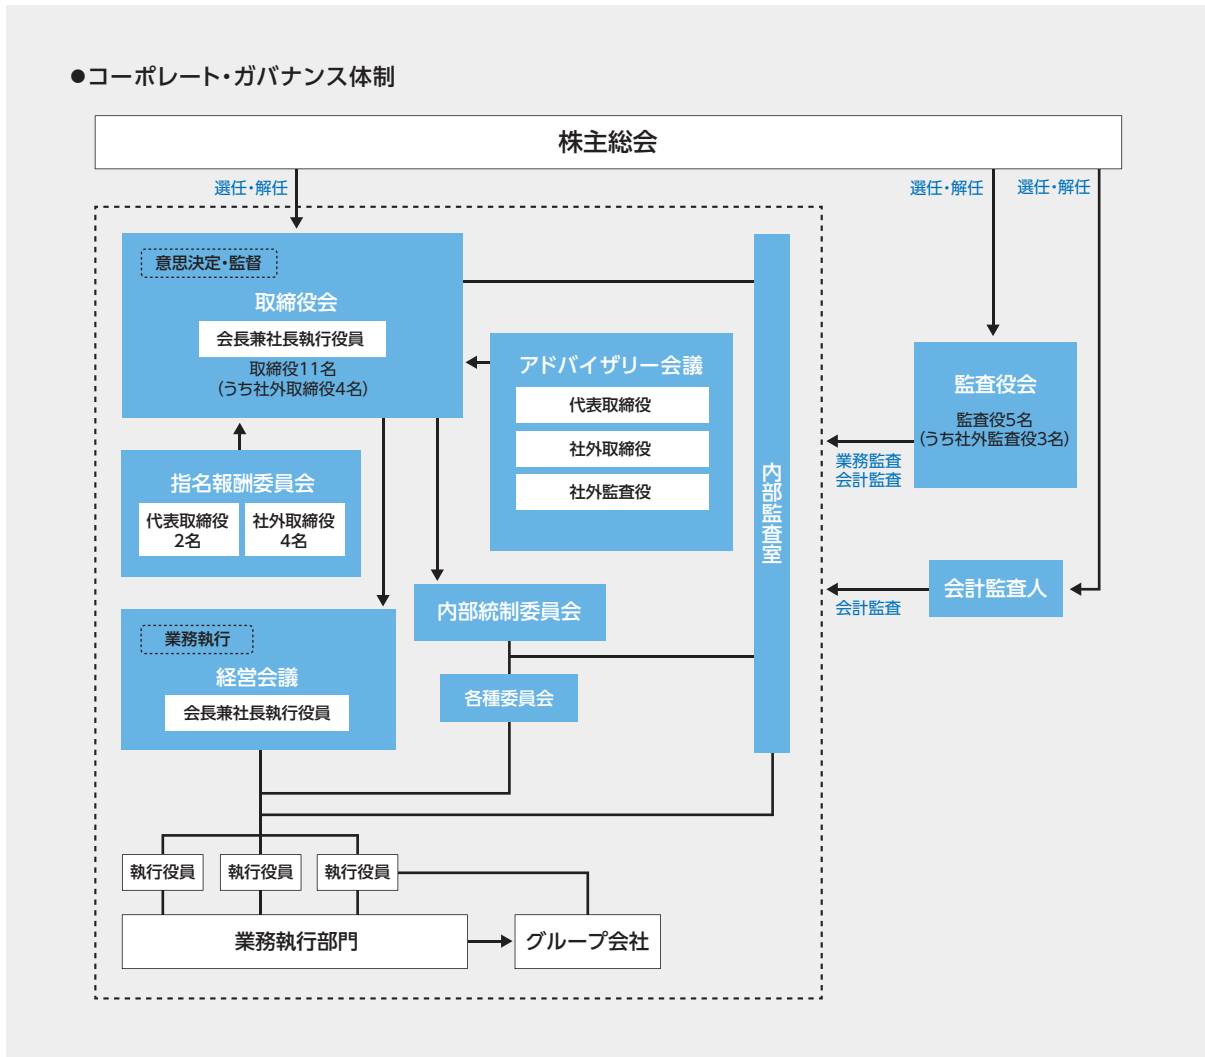 ●コーポレート・ガバナンス体制
株主総会
選任・解任
選任・解任
選任・解任
意思決定・監督
取締役会
会長兼社長執行役員
取締役11名
(うち社外取締役4名)
アドバイザリー会議
代表取締役
社外取締役
社外監査役
監査役会
監査役5名
(うち社外監査役3名)
業務監査
会計監査
内部監査室
指名報酬委員会
代表取締役
2名
社外取締役
4名
会計監査人
会計監査
内部統制委員会
業務執行
経営会議
会長兼社長執行役員
各種委員会
執行役員
執行役員
執行役員
業務執行部門
グループ会社